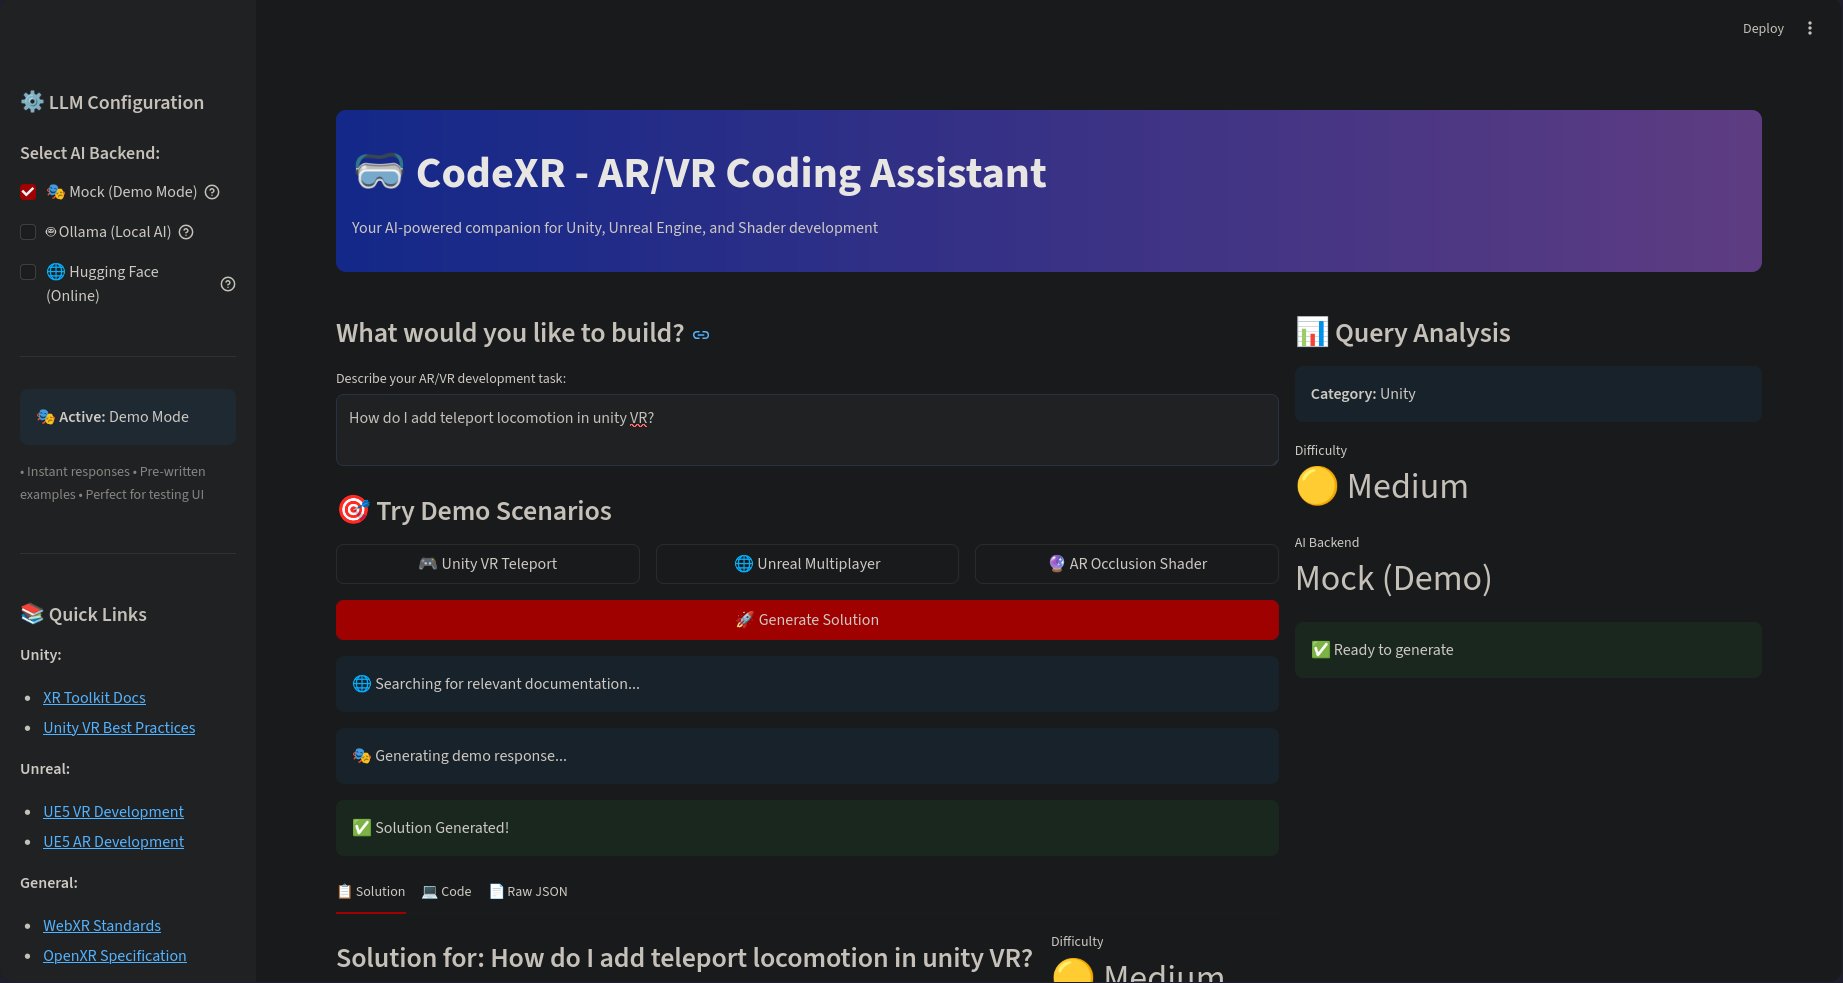 Deploy
⚙️ LLM Configuration
Select AI Backend:
🎭 Mock (Demo Mode)
Ollama (Local AI)
🌐 Hugging Face
(Online)
🎭 Active: Demo Mode
• Instant responses • Pre-written
examples • Perfect for testing UI
📚 Quick Links
Unity:
• XR Toolkit Docs
• Unity VR Best Practices
Unreal:
• UE5 VR Development
• UE5 AR Development
General:
• WebXR Standards
• OpenXR Specification
🥽 CodeXR - AR/VR Coding Assistant
Your AI-powered companion for Unity, Unreal Engine, and Shader development
What would you like to build?
Describe your AR/VR development task:
How do I add teleport locomotion in unity VR?
🎯 Try Demo Scenarios
🎮 Unity VR Teleport
🌐 Unreal Multiplayer
🔮 AR Occlusion Shader
🚀 Generate Solution
🌐 Searching for relevant documentation...
🎭 Generating demo response...
✅ Solution Generated!
📋 Solution
💻 Code
📄 Raw JSON
Solution for: How do I add teleport locomotion in unity VR?
Difficulty
🟡 Medium
📊 Query Analysis
Category: Unity
Difficulty
🟡 Medium
AI Backend
Mock (Demo)
✅ Ready to generate